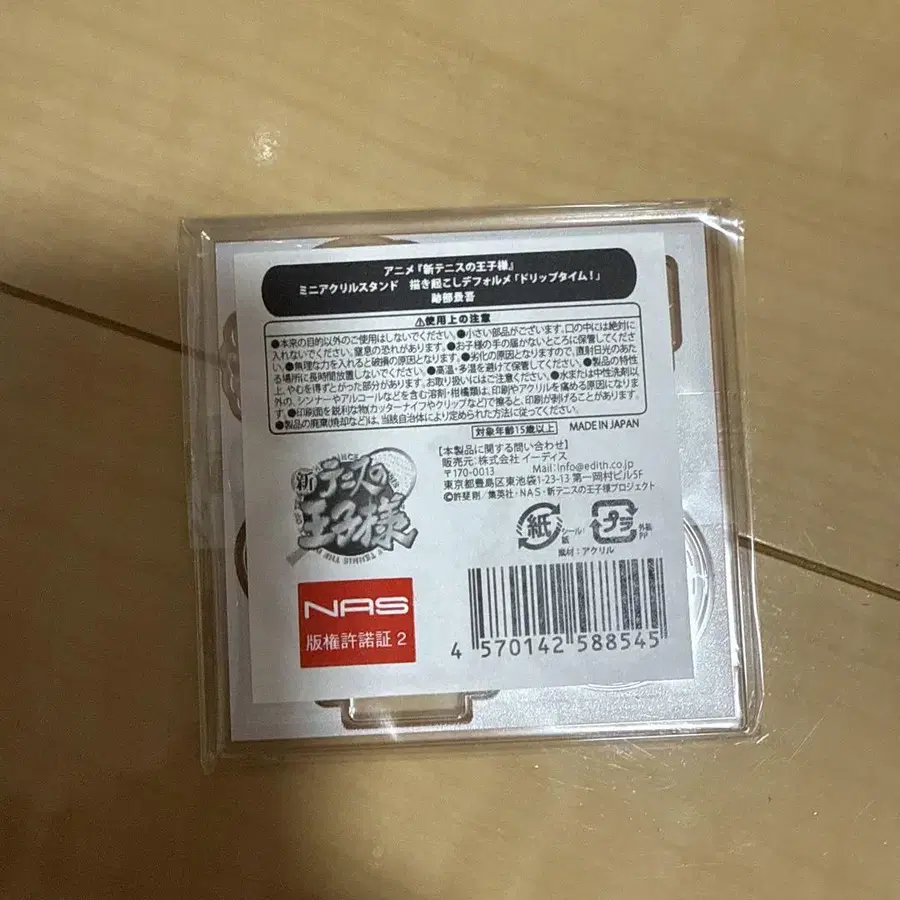 アニメ『新テニスの王子様』
ミニアクリルスタンド 描き起こしデフォルメ「ドリップタイム!」
跡部景吾
⚠使用上の注意
●本来の目的以外のご使用はしないでください。●小さい部品がございます。口の中には絶対に
入れないでください。窒息の恐れがあります。●お子様の手の届かないところに保管してくださ
い。●無理な力を入れると破損の原因となります。●劣化の原因となりますので、直射日光のあた
る場所に長時間放置しないでください。●高温・多湿を避けて保管してください。●製品の特性
上、やむを得ずとがった部分があります。お取り扱いにはご注意ください。●水または中性洗剤以
外の、シンナーやアルコールなどを含む溶剤・柑橘類は、印刷やアクリルを痛める原因になりま
す。●印刷面を鋭利な物(カッターナイフやクリップなど)で擦ると、印刷が剥げることがあります。
●製品の廃棄(焼却など)は、当該自治体により定められた方法に従ってください。
対象年齢15歳以上 MADE IN JAPAN
【本製品に関する問い合わせ】
販売元:株式会社 イーディス
〒170-0013 Mail:info@edith.co.jp
東京都豊島区東池袋1-23-13 第一岡村ビル5F
©許斐剛/集英社・NAS・新テニスの王子様プロジェクト
新テニスの
王子様
紙 シール・紙
プラ 外装:PP
素材:アクリル
NAS
版権許諾証 2
4 570142 588545